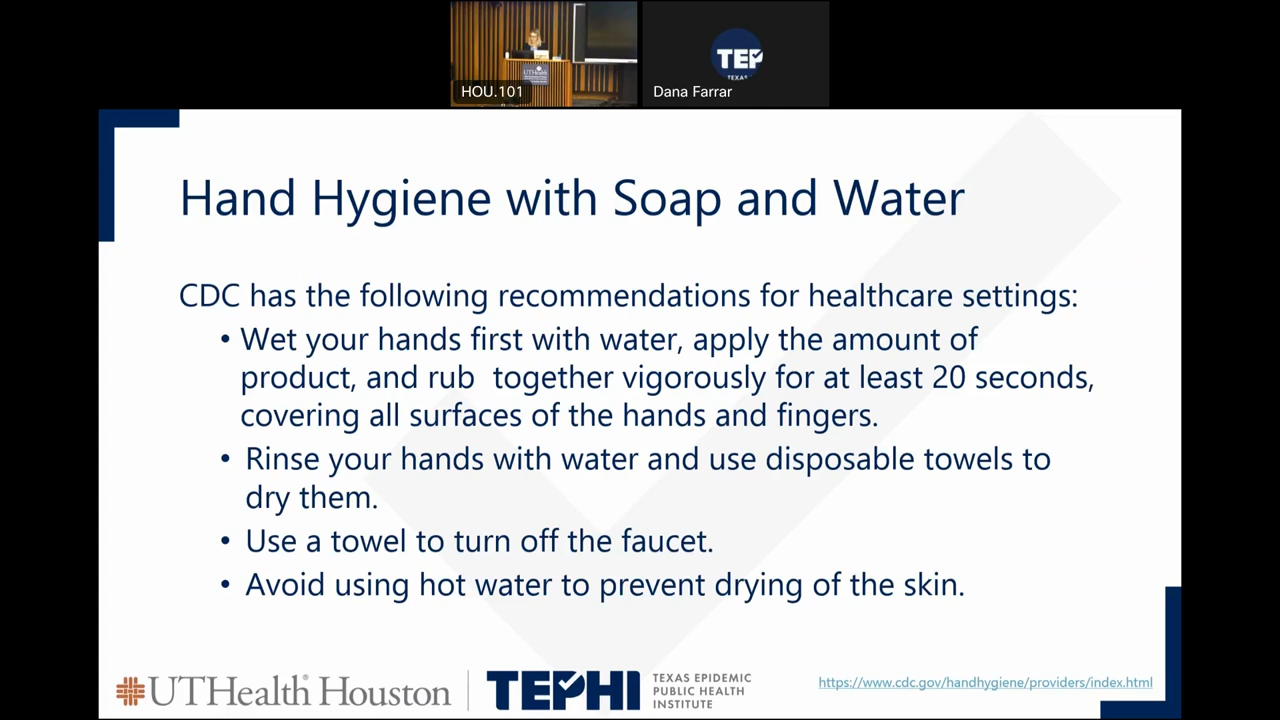 UTHealth
HOU.101
TEP
TEXAS
Dana Farrar
Hand Hygiene with Soap and Water
CDC has the following recommendations for healthcare settings:
• Wet your hands first with water, apply the amount of
product, and rub  together vigorously for at least 20 seconds,
covering all surfaces of the hands and fingers.
• Rinse your hands with water and use disposable towels to
dry them.
• Use a towel to turn off the faucet.
• Avoid using hot water to prevent drying of the skin.
UTHealth® Houston
TEPHI
TEXAS EPIDEMIC
PUBLIC HEALTH
INSTITUTE
https://www.cdc.gov/handhygiene/providers/index.html